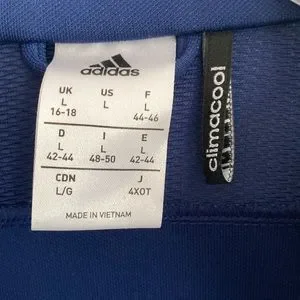 adidas
UK US F
L L L
16-18 44-46
D I E
L L L
42-44 48-50 42-44
CDN J
L/G 4XOT
MADE IN VIETNAM
climacool